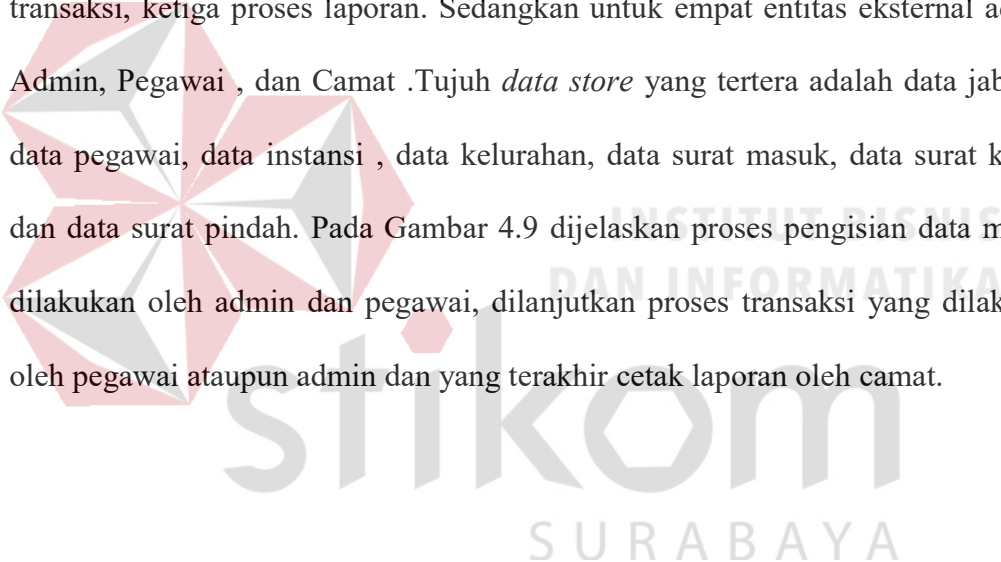 transaksi, ketiga proses laporan. Sedangkan untuk empat entitas eksternal
Admin, Pegawai , dan Camat .Tujuh data store yang tertera adalah data jab
data pegawai, data instansi , data kelurahan, data surat masuk, data surat k
dan data surat pindah. Pada Gambar 4.9 dijelaskan proses pengisian data m
dilakukan oleh admin dan pegawai, dilanjutkan proses transaksi yang dilak
oleh pegawai ataupun admin dan yang terakhir cetak laporan oleh camat.
INSTITUT BISNIS
DAN INFORMATIKA
stikom
SURABAYA